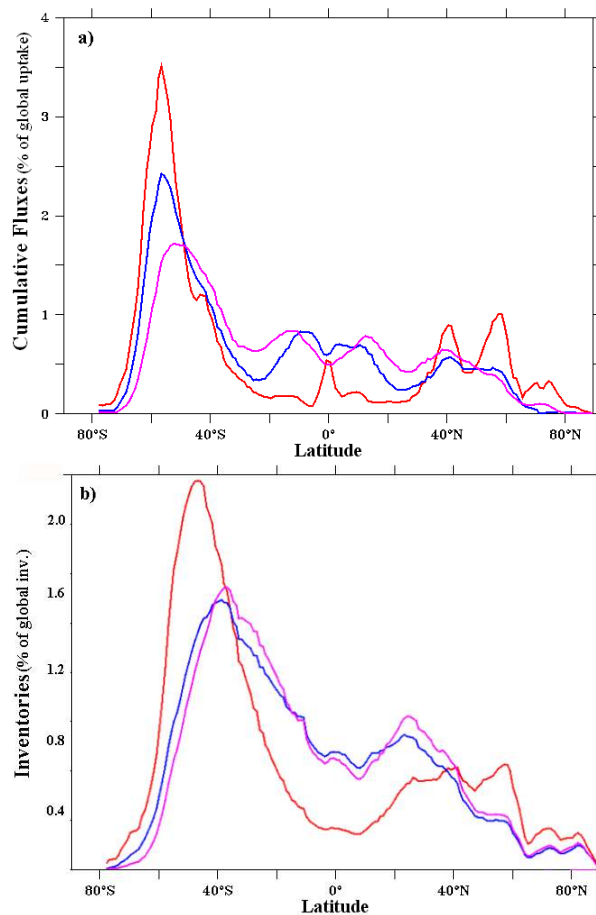 a)
4
3
2
1
0
Cumulative Fluxes (% of global uptake)
80°S 40°S 0° 40°N 80°N
Latitude
b)
2.0
1.6
1.2
0.8
0.4
Inventories (% of global inv.)
80°S 40°S 0° 40°N 80°N
Latitude